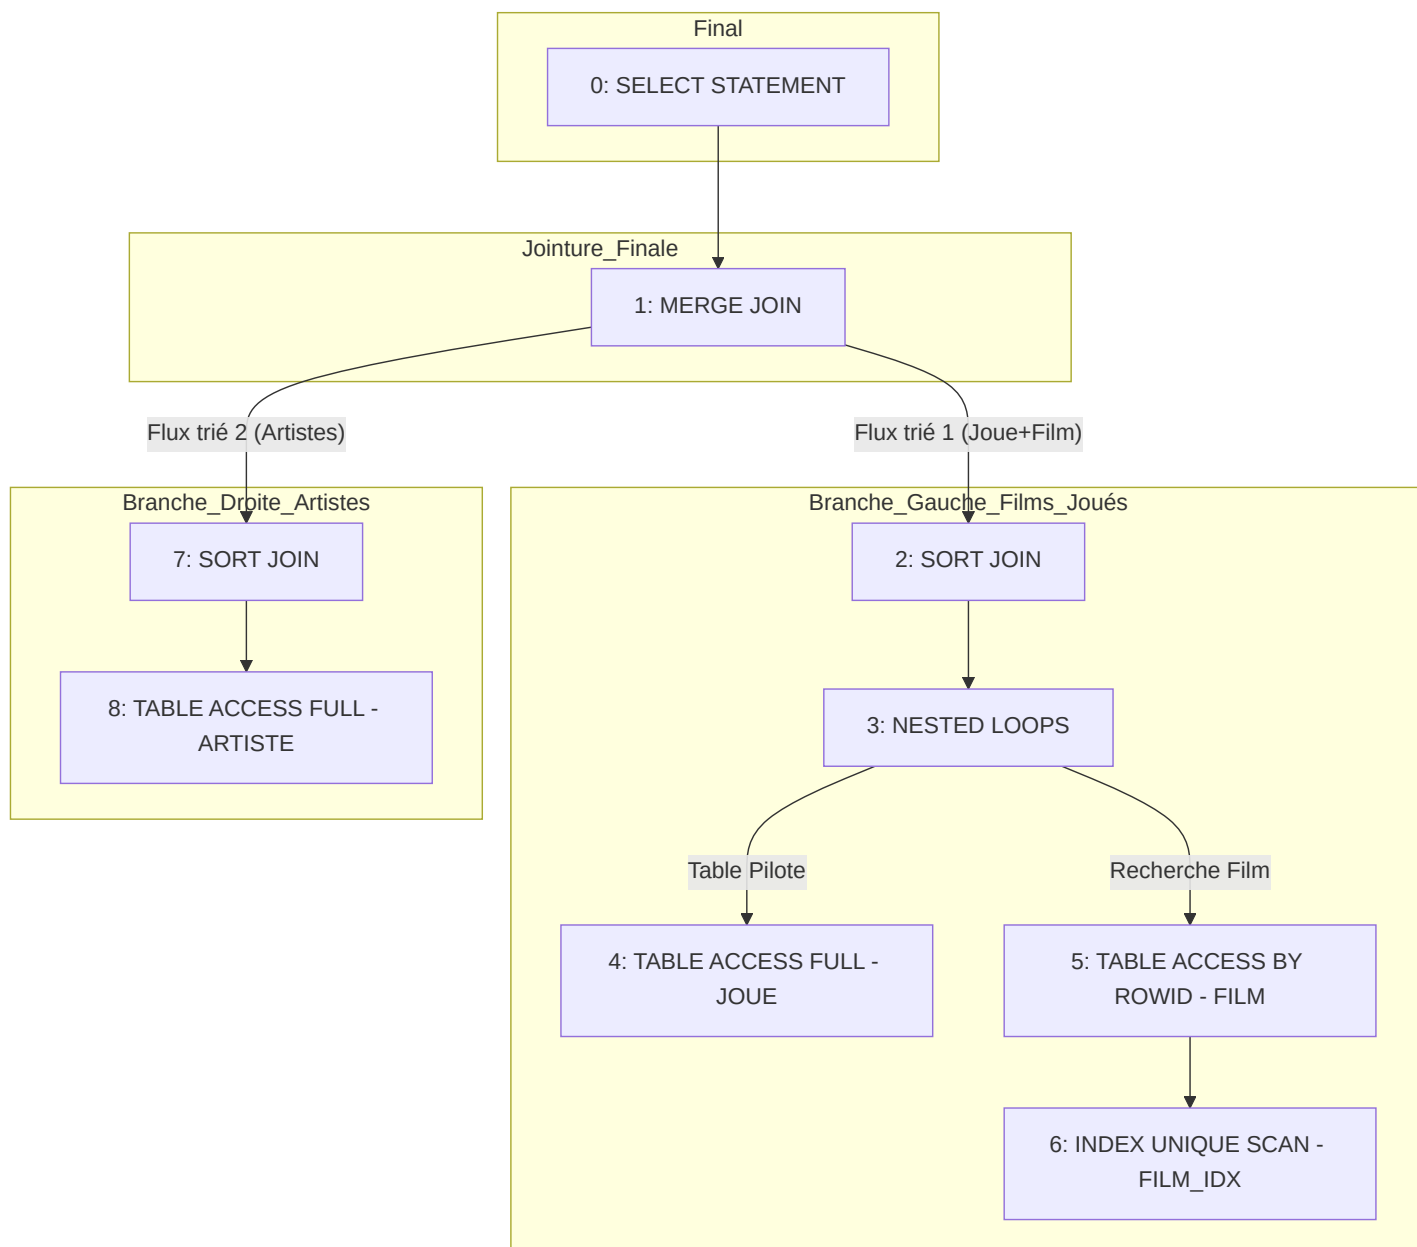 Final
0: SELECT STATEMENT
Jointure_Finale
1: MERGE JOIN
Flux trié 2 (Artistes)
Flux trié 1 (Joue+Film)
Branche_Droite_Artistes
7: SORT JOIN
8: TABLE ACCESS FULL -
ARTISTE
Branche_Gauche_Films_Joués
2: SORT JOIN
3: NESTED LOOPS
Table Pilote
Recherche Film
4: TABLE ACCESS FULL -
JOUE
5: TABLE ACCESS BY
ROWID - FILM
6: INDEX UNIQUE SCAN -
FILM_IDX